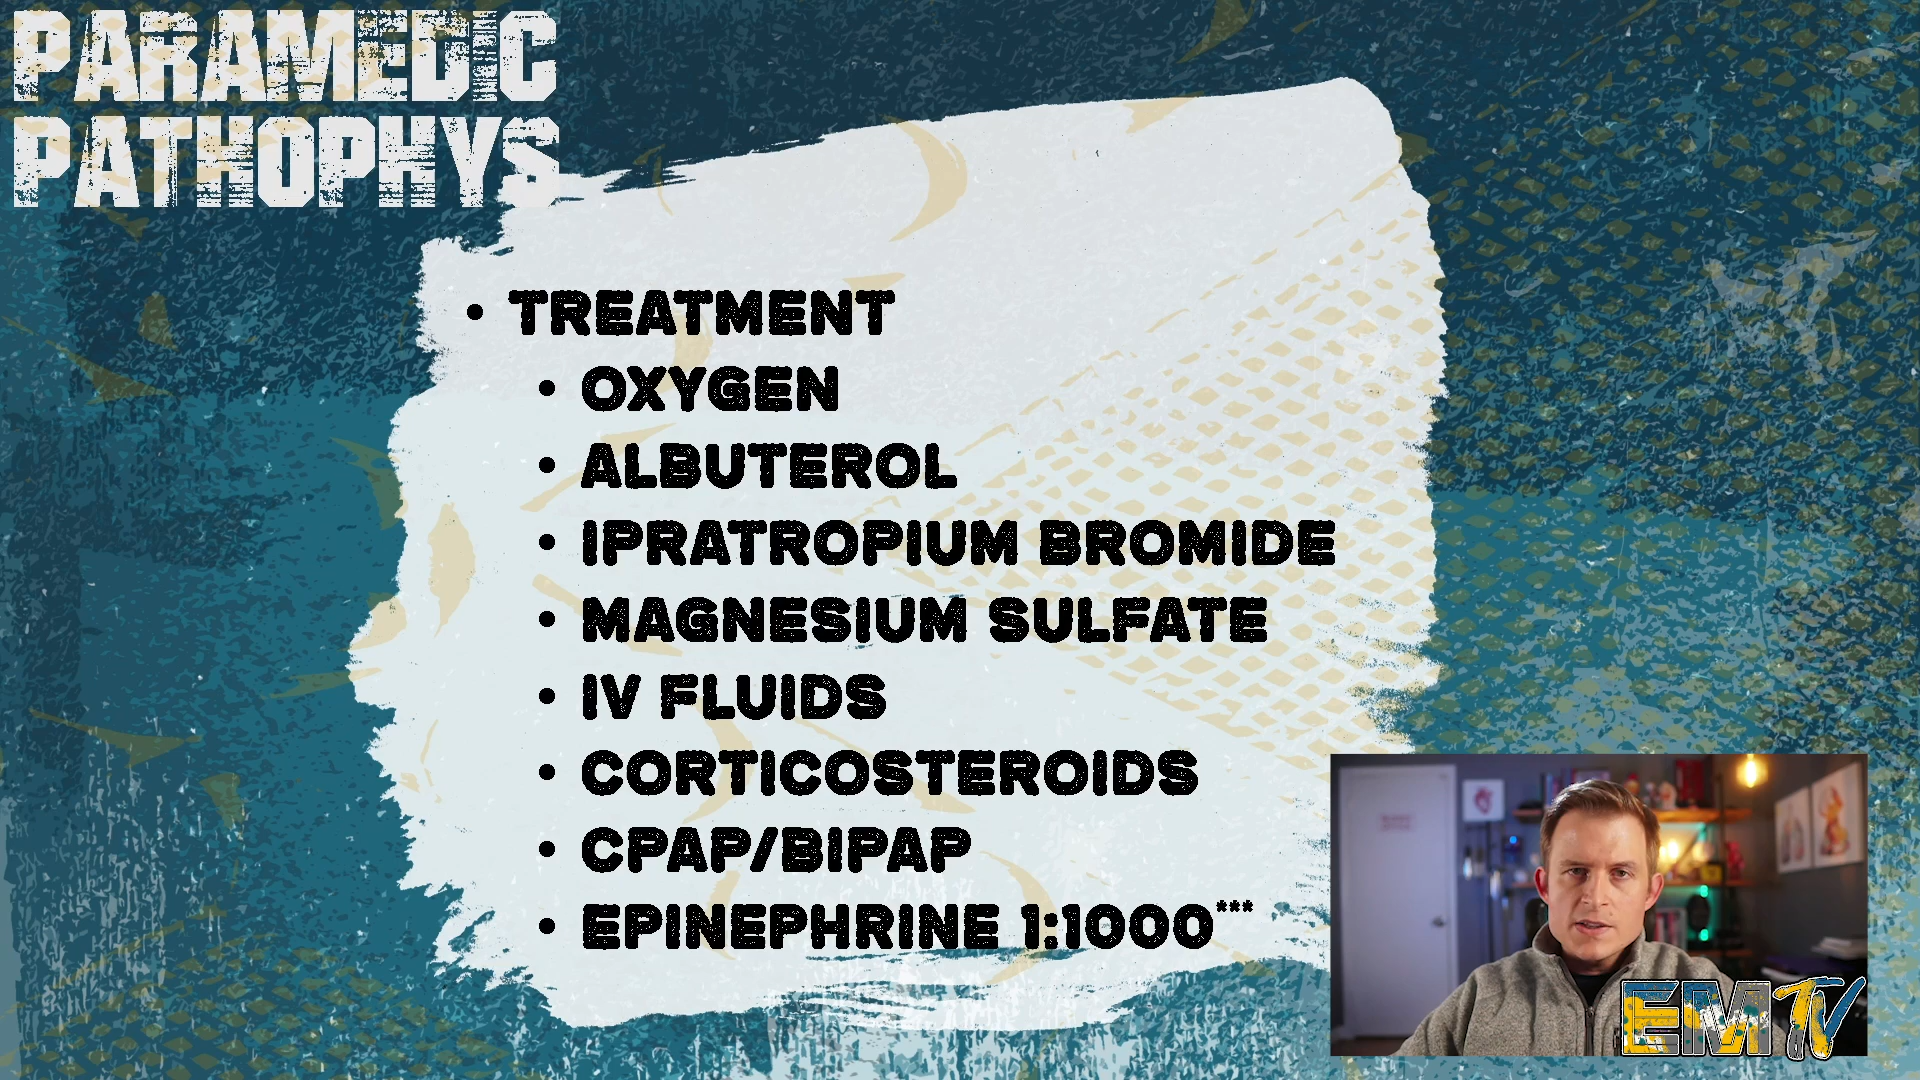 PARAMEDIC
PATHOPHYS
• TREATMENT
• OXYGEN
• ALBUTEROL
• IPRATROPIUM BROMIDE
• MAGNESIUM SULFATE
• IV FLUIDS
• CORTICOSTEROIDS
• CPAP/BIPAP
• EPINEPHRINE 1:1000***
EMTV